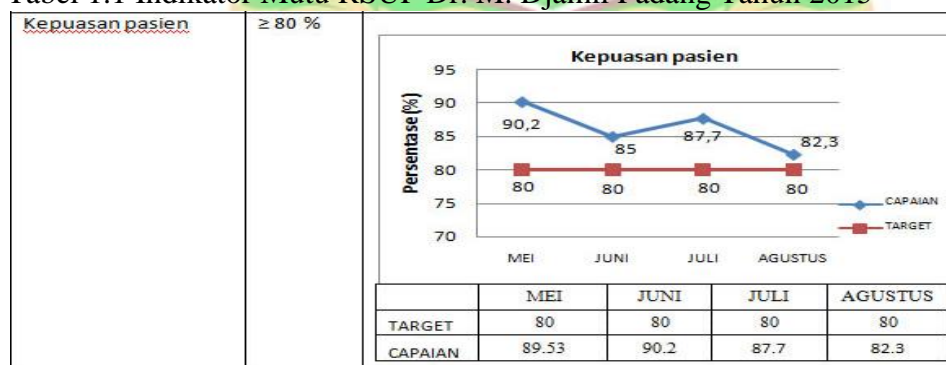 Tabel 1.1 Indikator Mutu RSUP Dr. M. Djamil Padang Tahun 2015
Kepuasan pasien
≥ 80 %
Kepuasan pasien
Persentase (%)
95
90
85
80
75
70
90,2
85
87,7
82,3
80 80 80 80
MEI JUNI JULI AGUSTUS
CAPAIAN
TARGET
MEI JUNI JULI AGUSTUS
TARGET 80 80 80 80
CAPAIAN 89.53 90.2 87.7 82.3